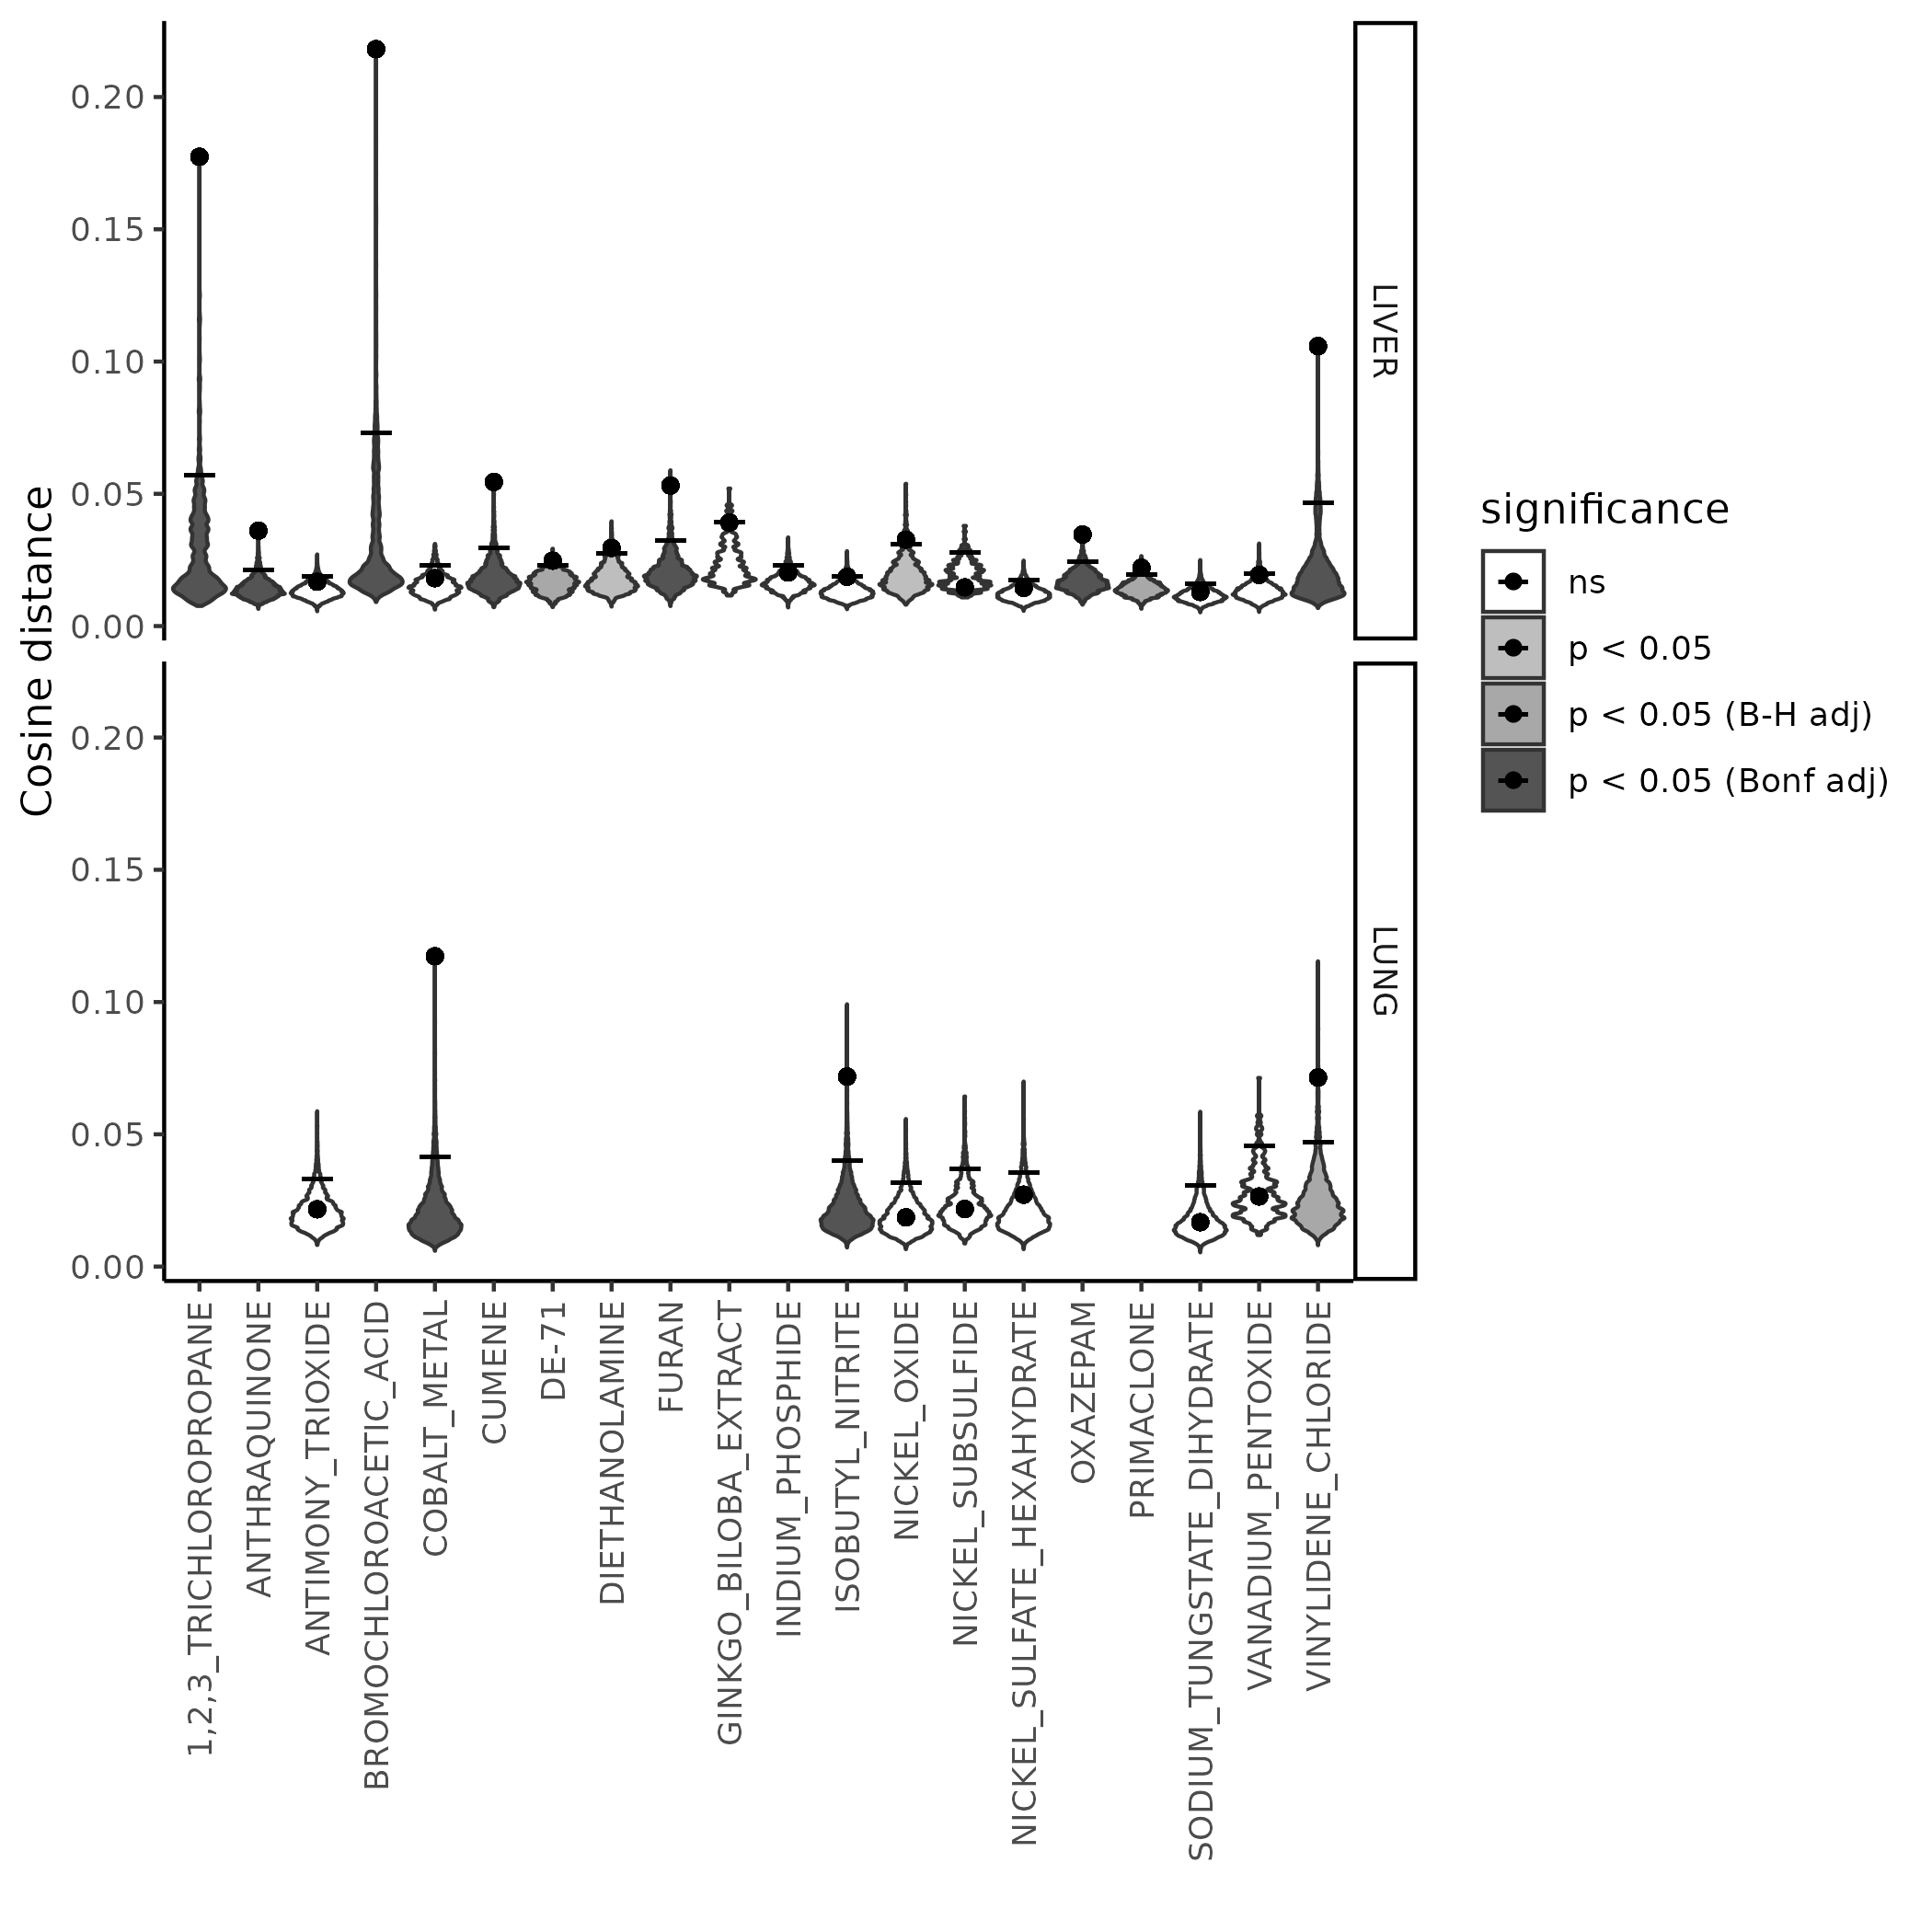 Cosine distance
0.20
0.15
0.10
0.05
0.00
LIVER
0.20
0.15
0.10
0.05
0.00
LUNG
1,2,3_TRICHLOROPROPANE
ANTHRAQUINONE
ANTIMONY_TRIOXIDE
BROMOCHLOROACETIC_ACID
COBALT_METAL
CUMENE
DE-71
DIETHANOLAMINE
FURAN
GINKGO_BILOBA_EXTRACT
INDIUM_PHOSPHIDE
ISOBUTYL_NITRITE
NICKEL_OXIDE
NICKEL_SUBSULFIDE
NICKEL_SULFATE_HEXAHYDRATE
OXAZEPAM
PRIMACLONE
SODIUM_TUNGSTATE_DIHYDRATE
VANADIUM_PENTOXIDE
VINYLIDENE_CHLORIDE
significance
ns
p < 0.05
p < 0.05 (B-H adj)
p < 0.05 (Bonf adj)